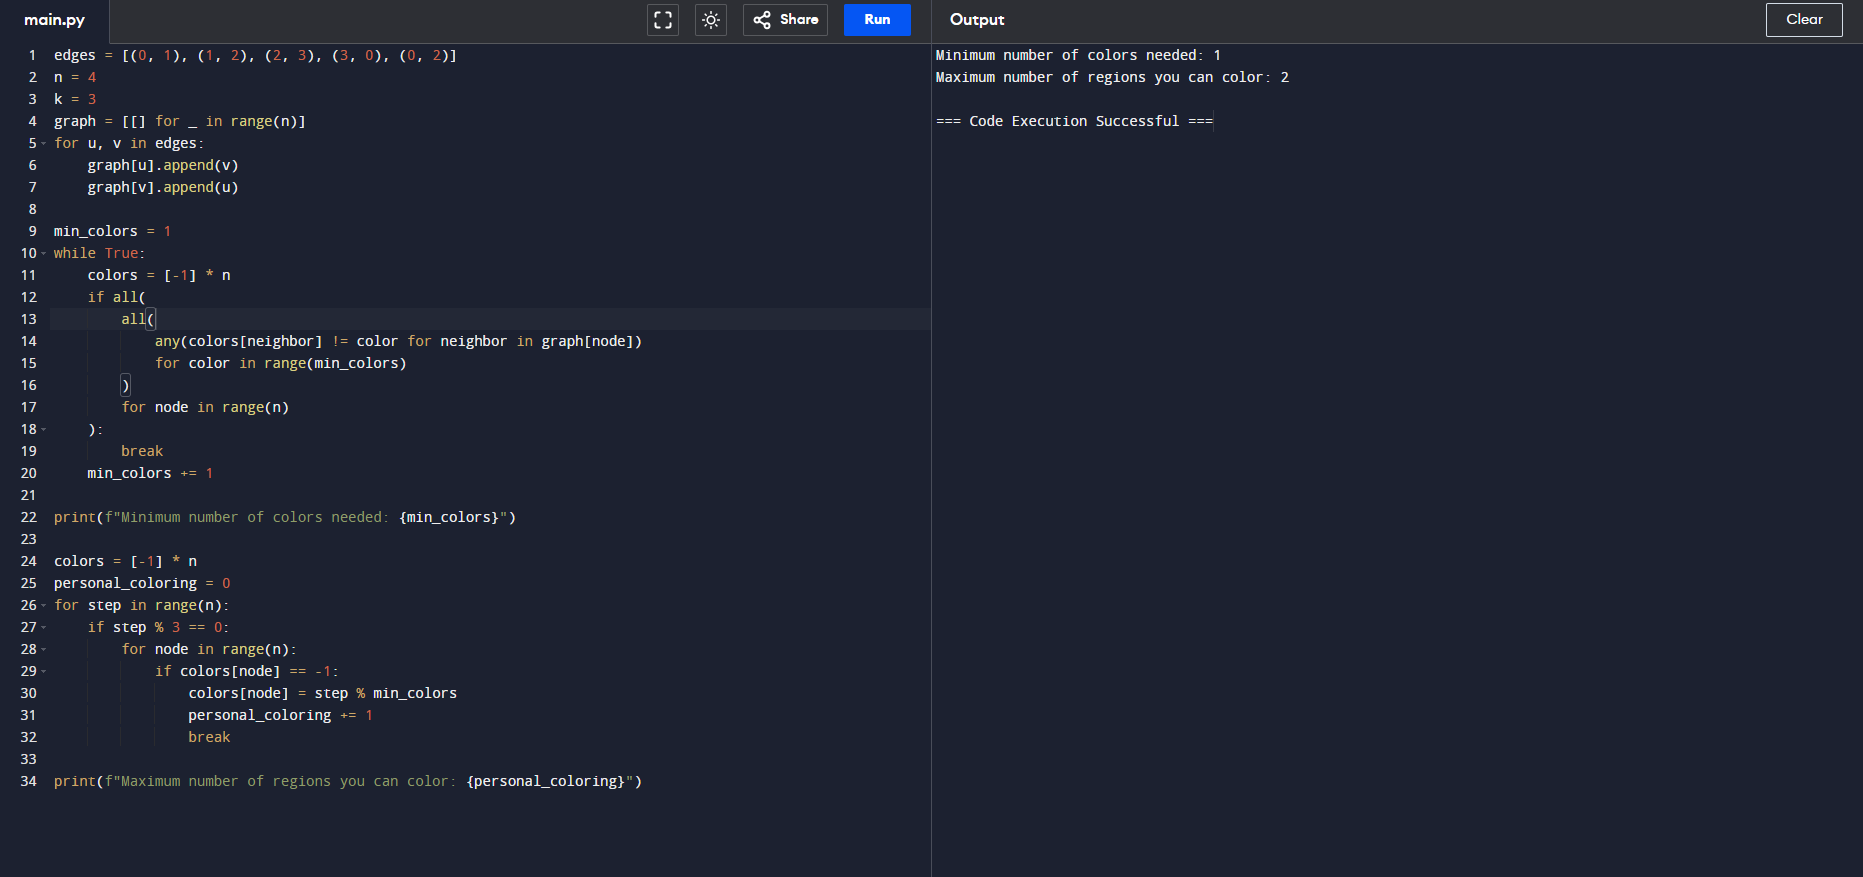 main.py
Share
Run
Output
Clear
1 edges = [(0, 1), (1, 2), (2, 3), (3, 0), (0, 2)]
2 n = 4
3 k = 3
4 graph = [[] for _ in range(n)]
5 for u, v in edges:
6     graph[u].append(v)
7     graph[v].append(u)
8
9 min_colors = 1
10 while True:
11     colors = [-1] * n
12     if all(
13         all(
14             any(colors[neighbor] != color for neighbor in graph[node])
15             for color in range(min_colors)
16         )
17         for node in range(n)
18     ):
19         break
20     min_colors += 1
21
22 print(f"Minimum number of colors needed: {min_colors}")
23
24 colors = [-1] * n
25 personal_coloring = 0
26 for step in range(n):
27     if step % 3 == 0:
28         for node in range(n):
29             if colors[node] == -1:
30                 colors[node] = step % min_colors
31                 personal_coloring += 1
32                 break
33
34 print(f"Maximum number of regions you can color: {personal_coloring}")
Minimum number of colors needed: 1
Maximum number of regions you can color: 2
=== Code Execution Successful ===